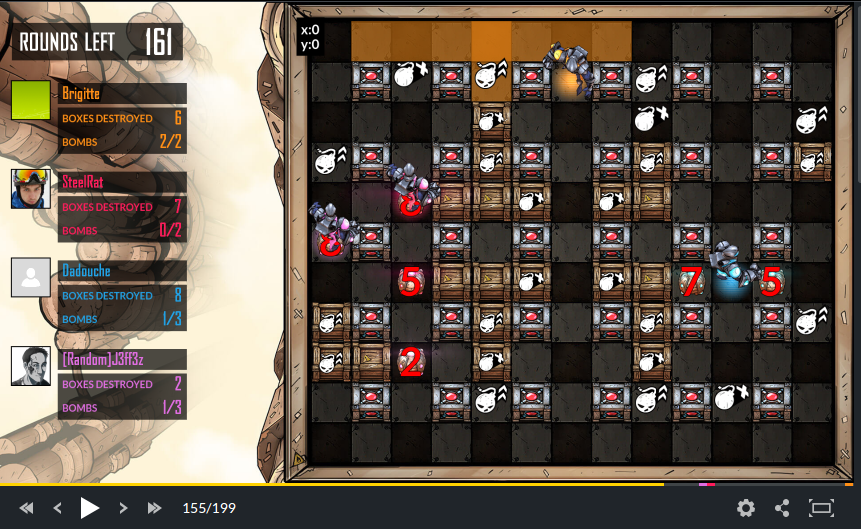 ROUNDS LEFT 161
x:0
y:0
Brigitte
BOXES DESTROYED 6
BOMBS 2/2
SteelRat
BOXES DESTROYED 7
BOMBS 0/2
8
8
Dadouche
BOXES DESTROYED 8
BOMBS 1/3
5 7 5
[Random]J3ff3z
BOXES DESTROYED 2
BOMBS 1/3
2
155/199